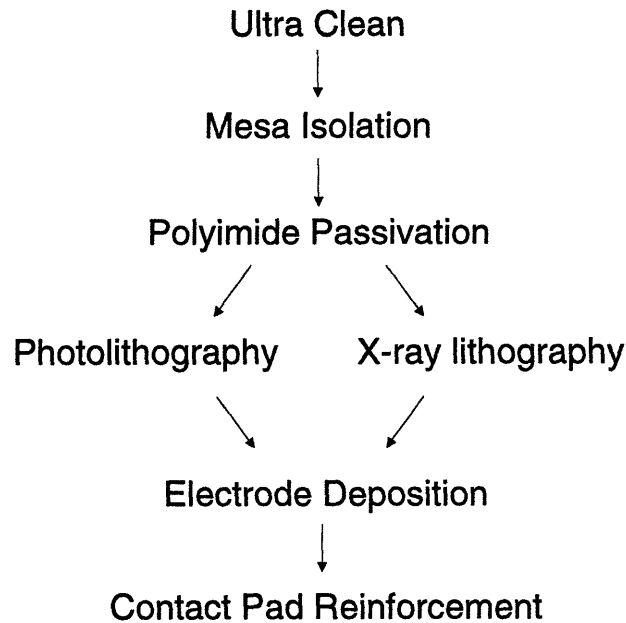 Ultra Clean
Mesa Isolation
Polyimide Passivation
Photolithography
X-ray lithography
Electrode Deposition
Contact Pad Reinforcement